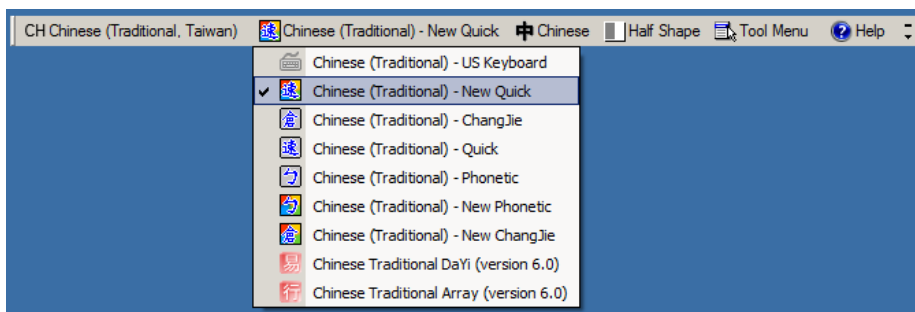 CH Chinese (Traditional, Taiwan) 速 Chinese (Traditional) - New Quick 中 Chinese Half Shape Tool Menu ? Help
Chinese (Traditional) - US Keyboard
速 Chinese (Traditional) - New Quick
倉 Chinese (Traditional) - ChangJie
速 Chinese (Traditional) - Quick
ㄅ Chinese (Traditional) - Phonetic
ㄅ Chinese (Traditional) - New Phonetic
倉 Chinese (Traditional) - New ChangJie
易 Chinese Traditional DaYi (version 6.0)
行 Chinese Traditional Array (version 6.0)